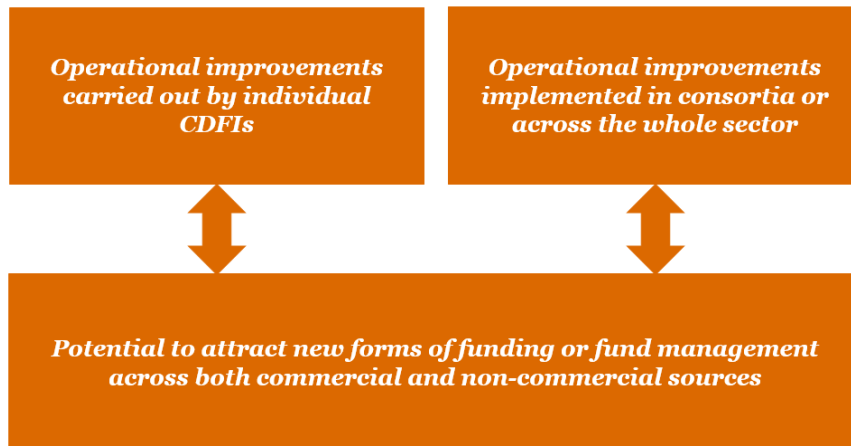 Operational improvements
carried out by individual
CDFIs
Operational improvements
implemented in consortia or
across the whole sector
Potential to attract new forms of funding or fund management
across both commercial and non-commercial sources